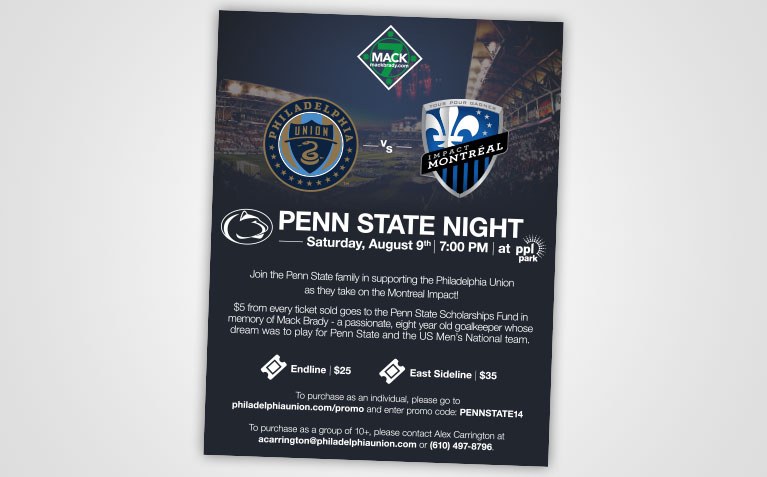 7
MACK
mackbrady.com
PHILADELPHIA
UNION
vs
TOUS POUR GAGNER
IMPACT
MONTRÉAL
PENN STATE NIGHT
Saturday, August 9th | 7:00 PM | at ppl park
Join the Penn State family in supporting the Philadelphia Union
as they take on the Montreal Impact!
$5 from every ticket sold goes to the Penn State Scholarships Fund in
memory of Mack Brady - a passionate, eight year old goalkeeper whose
dream was to play for Penn State and the US Men's National team.
Endline | $25
East Sideline | $35
To purchase as an individual, please go to
philadelphiaunion.com/promo and enter promo code: PENNSTATE14
To purchase as a group of 10+, please contact Alex Carrington at
acarrington@philadelphiaunion.com or (610) 497-8796.